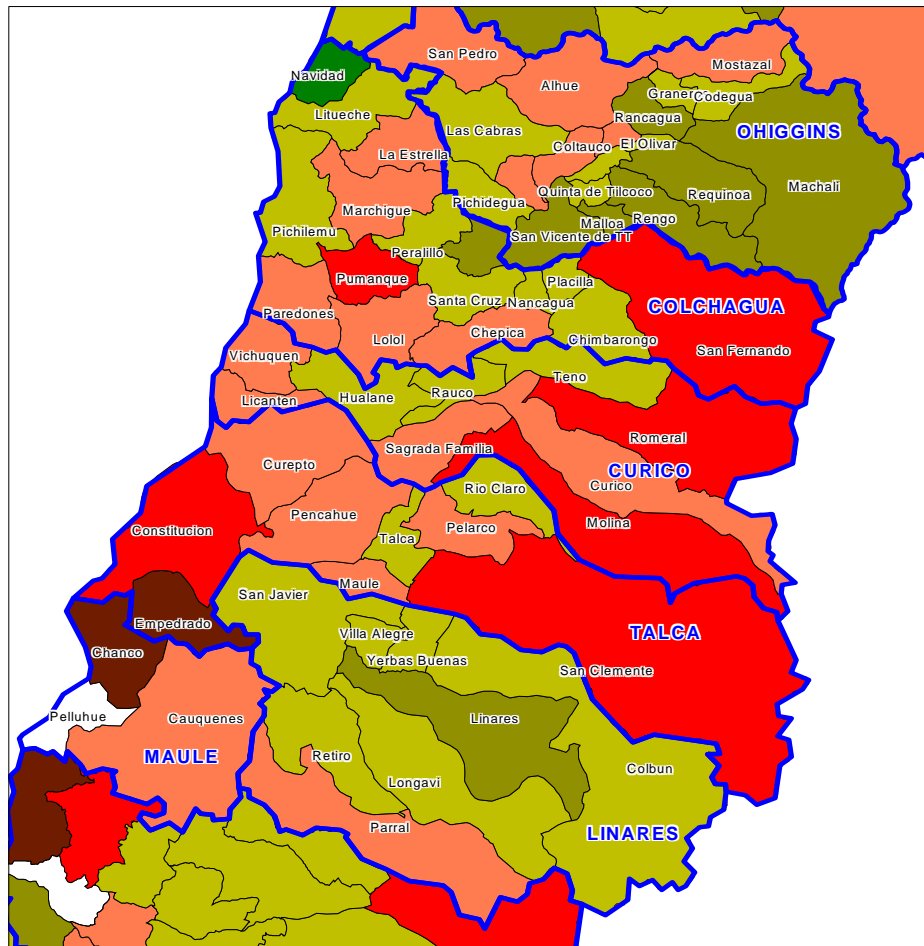 San Pedro
Mostazal
Navidad
Alhue
Graneros
Codegua
Litueche
Rancagua
Las Cabras
OHIGGINS
Coltauco
El Olivar
La Estrella
Machali
Quinta de Tilcoco
Requinoa
Pichidegua
Marchigue
Malloa
Rengo
Pichilemu
San Vicente de TT
Peralillo
Pumanque
Placilla
Santa Cruz
Nancagua
COLCHAGUA
Paredones
Chepica
Lolol
Chimbarongo
San Fernando
Vichuquen
Teno
Rauco
Hualane
Licanten
Romeral
Sagrada Familia
Curepto
CURICO
Curico
Rio Claro
Pencahue
Molina
Constitucion
Pelarco
Talca
Maule
San Javier
Empedrado
Villa Alegre
TALCA
Chanco
Yerbas Buenas
San Clemente
Pelluhue
Cauquenes
Linares
MAULE
Retiro
Colbun
Longavi
Parral
LINARES